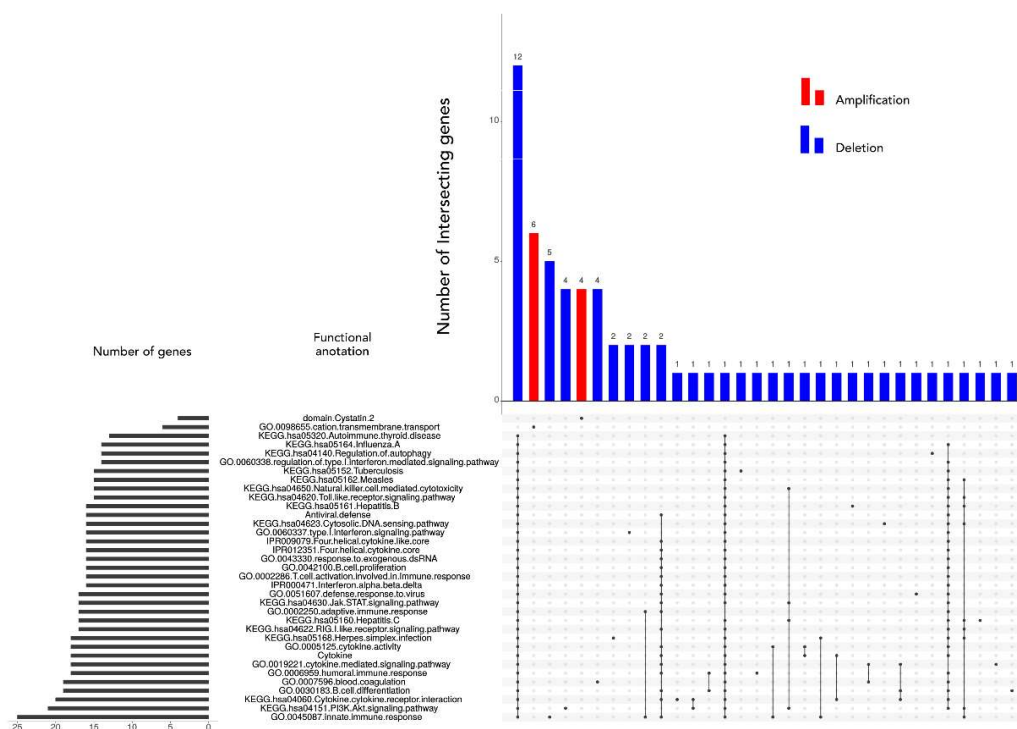 12
Number of Intersecting genes
10
Amplification
Deletion
6
5
5
4 4 4
2 2 2 2
1 1 1 1 1 1 1 1 1 1 1 1 1 1 1 1 1 1 1 1 1 1
0
Number of genes
Functional
anotation
domain.Cystatin.2
GO.0098655.cation.transmembrane.transport
KEGG.hsa05320.Autoimmune.thyroid.disease
KEGG.hsa05164.Influenza.A
KEGG.hsa04140.Regulation.of.autophagy
GO.0060338.regulation.of.type.I.interferon.mediated.signaling.pathway
KEGG.hsa05152.Tuberculosis
KEGG.hsa05162.Measles
KEGG.hsa04650.Natural.killer.cell.mediated.cytotoxicity
KEGG.hsa04620.Toll.like.receptor.signaling.pathway
KEGG.hsa05161.Hepatitis.B
Antiviral.defense
KEGG.hsa04623.Cytosolic.DNA.sensing.pathway
GO.0060337.type.I.interferon.signaling.pathway
IPR009079.Four.helical.cytokine.like.core
IPR012351.Four.helical.cytokine.core
GO.0043330.response.to.exogenous.dsRNA
GO.0042100.B.cell.proliferation
GO.0002286.T.cell.activation.involved.in.immune.response
IPR000471.Interferon.alpha.beta.delta
GO.0051607.defense.response.to.virus
KEGG.hsa04630.Jak.STAT.signaling.pathway
GO.0002250.adaptive.immune.response
KEGG.hsa05160.Hepatitis.C
KEGG.hsa04622.RIG.I.like.receptor.signaling.pathway
KEGG.hsa05168.Herpes.simplex.infection
GO.0005125.cytokine.activity
Cytokine
GO.0019221.cytokine.mediated.signaling.pathway
GO.0006959.humoral.immune.response
GO.0007596.blood.coagulation
GO.0030183.B.cell.differentiation
KEGG.hsa04060.Cytokine.cytokine.receptor.interaction
KEGG.hsa04151.PI3K.Akt.signaling.pathway
GO.0045087.innate.immune.response
25 20 15 10 5 0